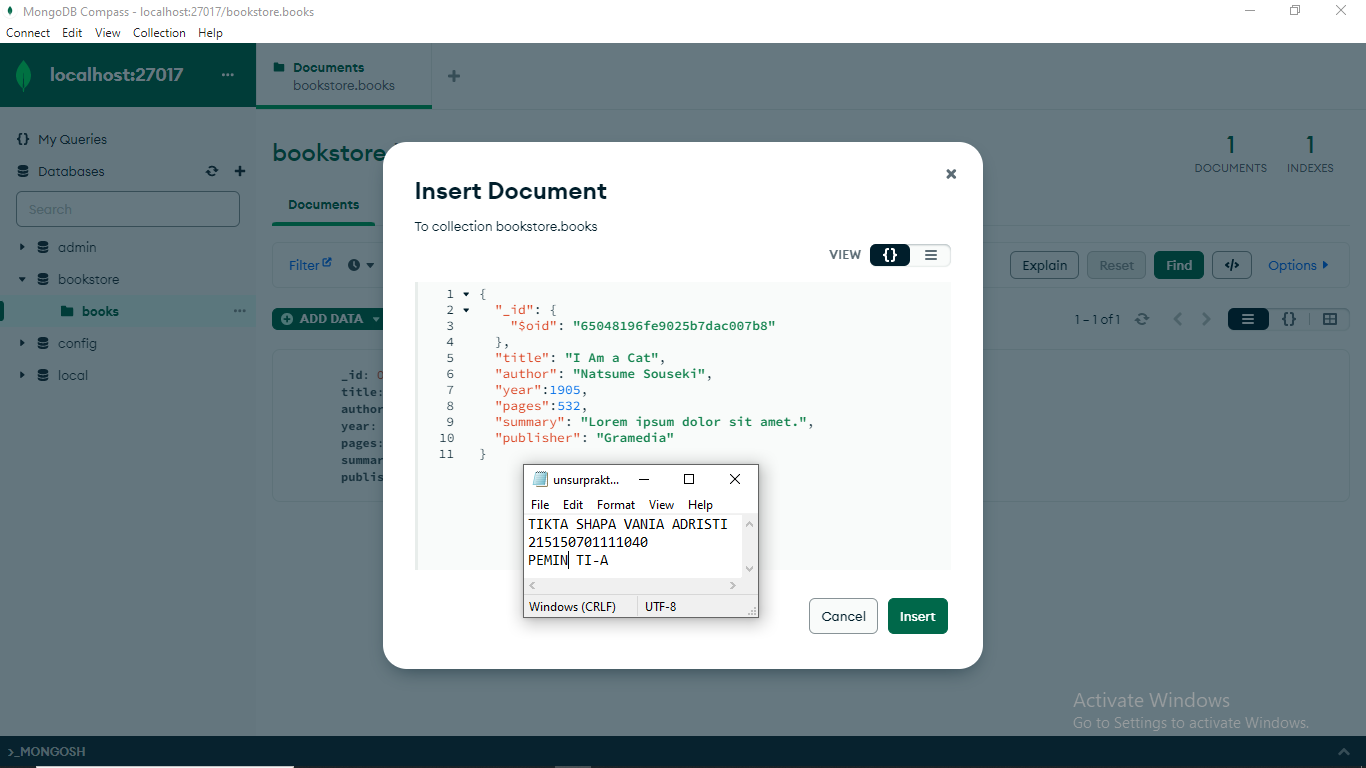 MongoDB Compass - localhost:27017/bookstore.books
Connect Edit View Collection Help
localhost:27017 ...
Documents
bookstore.books
{} My Queries
Databases
Search
admin
bookstore
books ...
config
local
bookstore
1 DOCUMENTS
1 INDEXES
Documents
Filter
Explain Reset Find </> Options
ADD DATA
1 – 1 of 1
{}
_id:
title:
author
year:
pages:
summar
publis
Insert Document
To collection bookstore.books
VIEW {}
1 {
2 "_id": {
3 "$oid": "65048196fe9025b7dac007b8"
4 },
5 "title": "I Am a Cat",
6 "author": "Natsume Souseki",
7 "year":1905,
8 "pages":532,
9 "summary": "Lorem ipsum dolor sit amet.",
10 "publisher": "Gramedia"
11 }
unsurprakt...
File Edit Format View Help
TIKTA SHAPA VANIA ADRISTI
215150701111040
PEMIN TI-A
Windows (CRLF) UTF-8
Cancel Insert
Activate Windows
Go to Settings to activate Windows.
>_MONGOSH